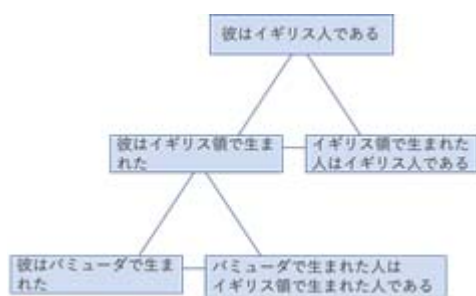 彼はイギリス人である
彼はイギリス領で生ま
れた
イギリス領で生まれた
人はイギリス人である
彼はバミューダで生ま
れた
バミューダで生まれた人は
イギリス領で生まれた人である